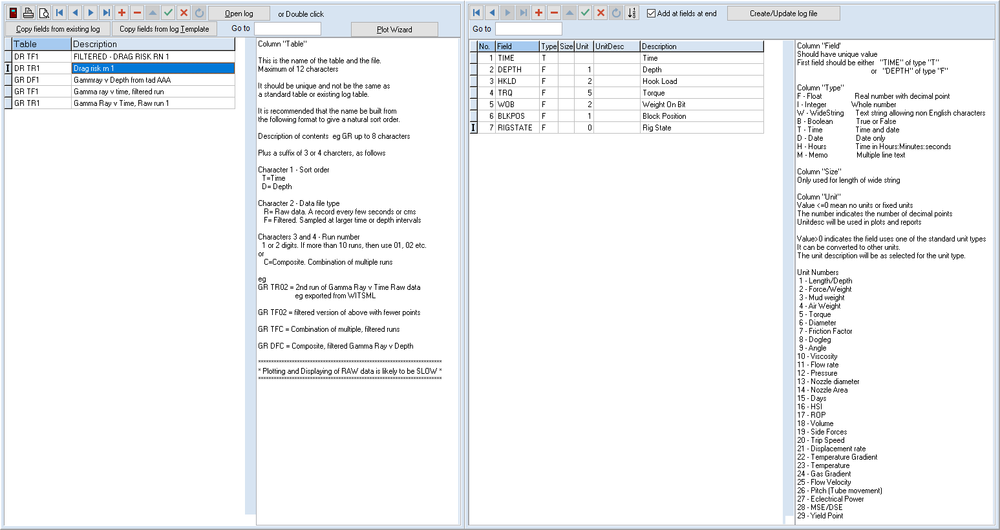 Open log
or Double click
Copy fields from existing log
Copy fields from log Template
Go to
Plot Wizard
Table Description
DR TF1 FILTERED - DRAG RISK RN 1
DR TR1 Drag risk rn 1
GR DF1 Gammray v Depth from tad AAA
GR TF1 Gamma ray v time, filtered run
GR TR1 Gamma Ray v Time, Raw run 1
Column "Table"
This is the name of the table and the file.
Maximum of 12 characters
It should be unique and not be the same as
a standard table or existing log table.
It is recommended that the name be built from
the following format to give a natural sort order.
Description of contents eg GR up to 8 characters
Plus a suffix of 3 or 4 charcters, as follows
Character 1 - Sort order
T=Time
D= Depth
Character 2 - Data file type
R= Raw data. A record every few seconds or cms
F= Filtered. Sampled at larger time or depth intervals
Characters 3 and 4 - Run number
1 or 2 digits. If more than 10 runs, then use 01, 02 etc.
or
C=Composite. Combination of multiple runs
eg
GR TR02 = 2nd run of Gamma Ray v Time Raw data
eg exported from WITSML
GR TF02 = filtered version of above with fewer points
GR TFC = Combination of multiple, filtered runs
GR DFC = Composite, filtered Gamma Ray v Depth
* Plotting and Displaying of RAW data is likely to be SLOW *
Add at fields at end
Create/Update log file
Go to
No. Field Type Size Unit UnitDesc Description
1 TIME T Time
2 DEPTH F 1 Depth
3 HKLD F 2 Hook Load
4 TRQ F 5 Torque
5 WOB F 2 Weight On Bit
6 BLKPOS F 1 Block Position
7 RIGSTATE F 0 Rig State
Column "Field'
Should have unique value
First field should be either "TIME" of type "T"
or "DEPTH" of type "F"
Column "Type"
F - Float Real number with decimal point
I - Integer Whole number
W - WideString Text string allowing non English characters
B - Boolean True or False
T - Time Time and date
D - Date Date only
H - Hours Time in Hours:Minutes:seconds
M - Memo Multiple line text
Column "Size"
Only used for length of wide string
Column "Unit"
Value <=0 mean no units or fixed units
The number indicates the number of decimal points
Unitdesc will be used in plots and reports
Value>0 indicates the field uses one of the standard unit types
It can be converted to other units.
The unit description will be as selected for the unit type.
Unit Numbers
1 - Length/Depth
2 - Force/Weight
3 - Mud weight
4 - Air Weight
5 - Torque
6 - Diameter
7 - Friction Factor
8 - Dogleg
9 - Angle
10 - Viscosity
11 - Flow rate
12 - Pressure
13 - Nozzle diameter
14 - Nozzle Area
15 - Days
16 - HSI
17 - ROP
18 - Volume
19 - Side Forces
20 - Trip Speed
21 - Displacement rate
22 - Temperature Gradient
23 - Temperature
24 - Gas Gradient
25 - Flow Velocity
26 - Pitch (Tube movement)
27 - Eclectrical Power
28 - MSE/DSE
29 - Yield Point